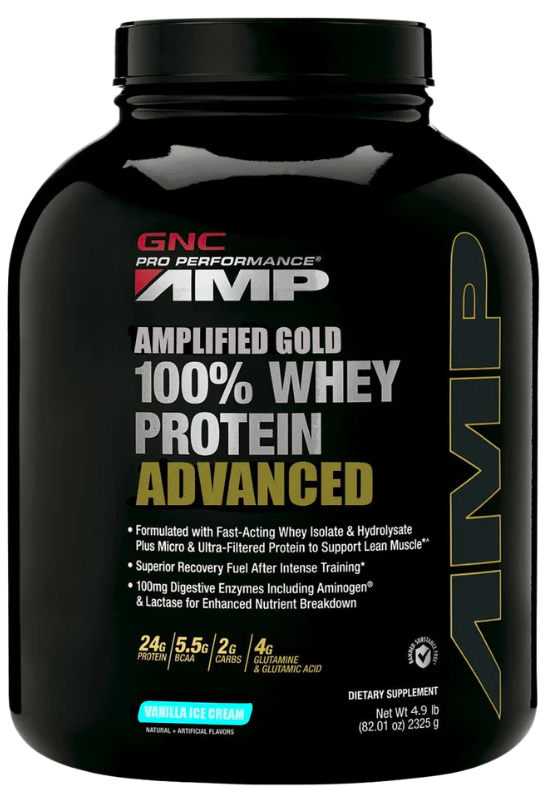 GNC
PRO PERFORMANCE®
AMP
AMPLIFIED GOLD
100% WHEY
PROTEIN
ADVANCED
• Formulated with Fast-Acting Whey Isolate & Hydrolysate
Plus Micro & Ultra-Filtered Protein to Support Lean Muscle*^
• Superior Recovery Fuel After Intense Training*
• 100mg Digestive Enzymes Including Aminogen®
& Lactase for Enhanced Nutrient Breakdown
24G PROTEIN
5.5G BCAA
2G CARBS
4G GLUTAMINE & GLUTAMIC ACID
BANNED SUBSTANCE FREE
DIETARY SUPPLEMENT
Net Wt 4.9 lb
(82.01 oz) 2325 g
VANILLA ICE CREAM
NATURAL + ARTIFICIAL FLAVORS
AMP